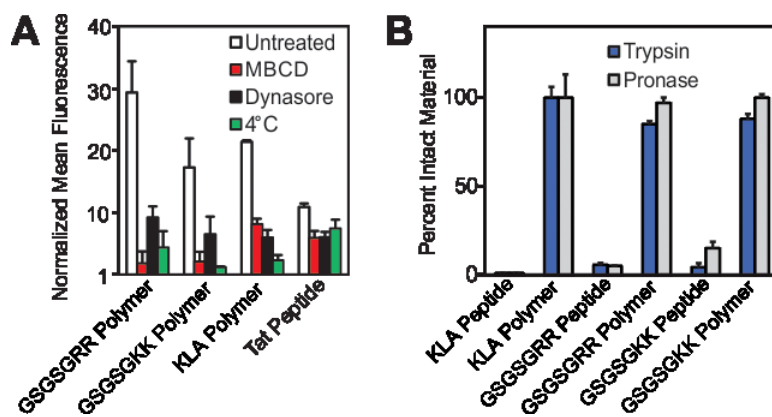 A
Normalized Mean Fluorescence
40
30
20
10
1
Untreated
MBCD
Dynasore
4°C
GSGSGRR Polymer
GSGSGKK Polymer
KLA Polymer
Tat Peptide
B
Percent Intact Material
100
50
0
Trypsin
Pronase
KLA Peptide
KLA Polymer
GSGSGRR Peptide
GSGSGRR Polymer
GSGSGKK Peptide
GSGSGKK Polymer